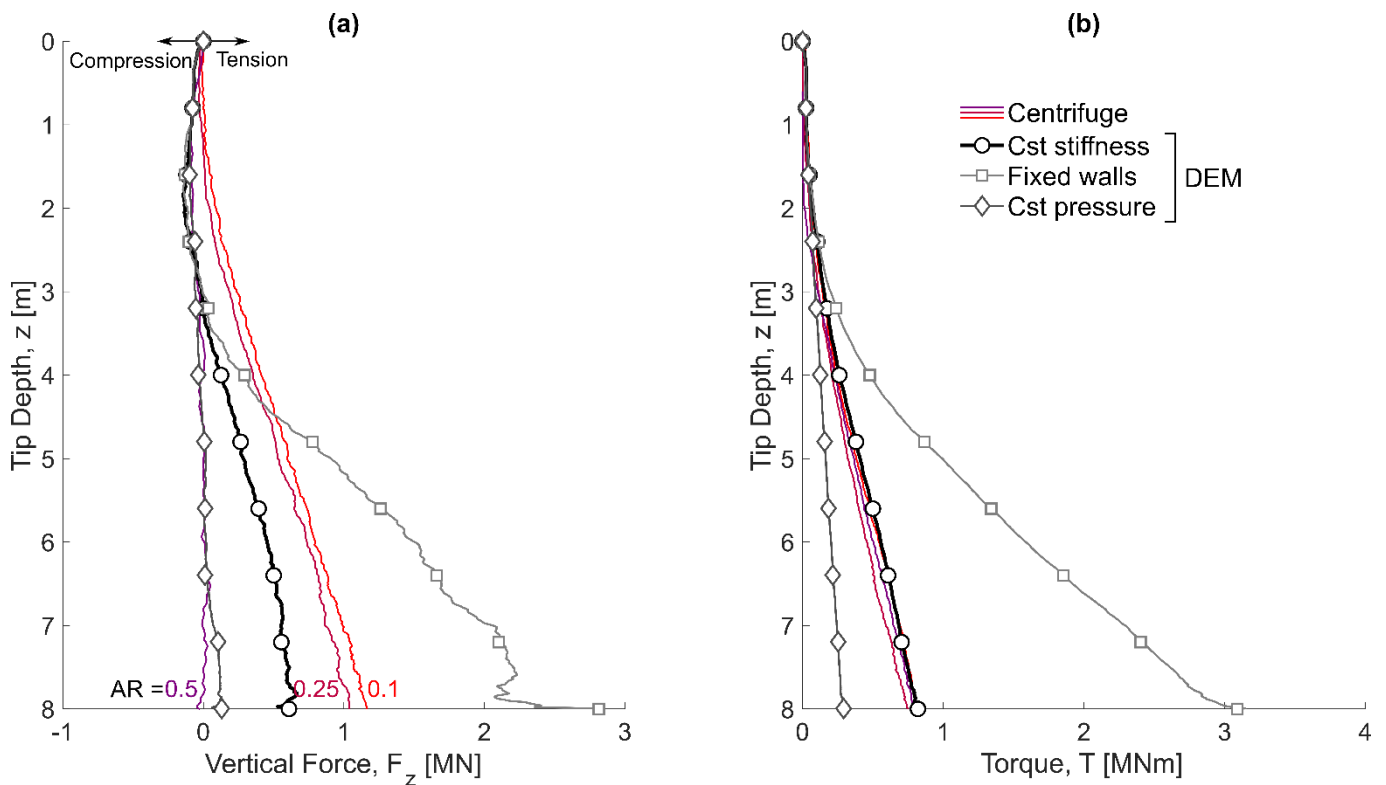 (a)
Compression
Tension
0
1
2
3
4
5
6
7
8
Tip Depth, z [m]
AR =0.5
0.25
0.1
-1
0
1
2
3
Vertical Force, F_z [MN]
(b)
Centrifuge
Cst stiffness
Fixed walls
Cst pressure
DEM
0
1
2
3
4
5
6
7
8
Tip Depth, z [m]
0
1
2
3
4
Torque, T [MNm]